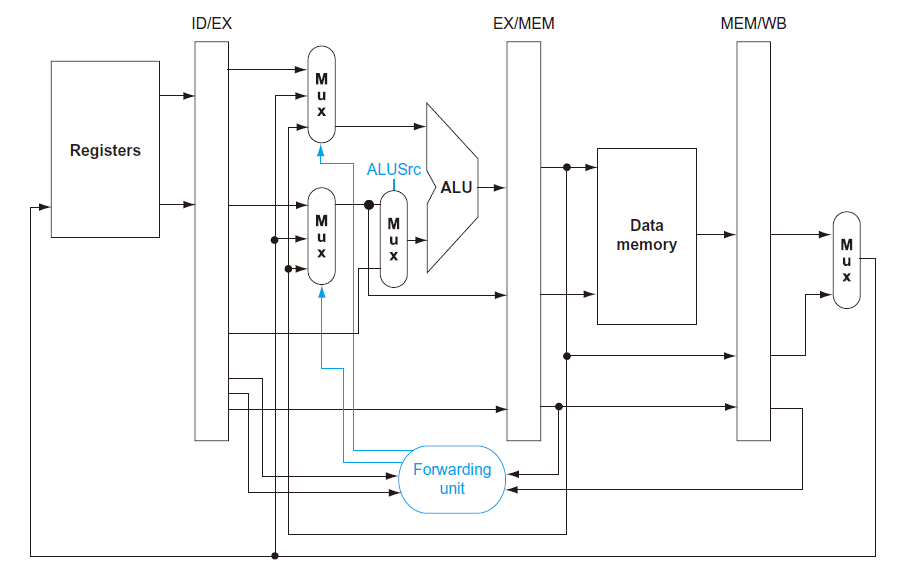 ID/EX
EX/MEM
MEM/WB
M
u
x
Registers
ALUSrc
ALU
M
u
x
M
u
x
Data
memory
M
u
x
Forwarding
unit